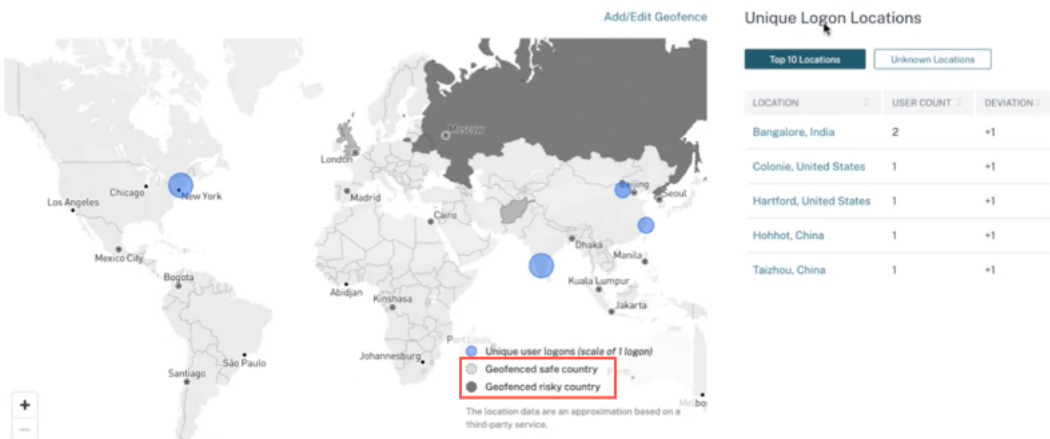 Add/Edit Geofence
Unique Logon Locations
Top 10 Locations
Unknown Locations
LOCATION USER COUNT DEVIATION
Bangalore, India 2 +1
Colonie, United States 1 +1
Hartford, United States 1 +1
Hohhot, China 1 +1
Taizhou, China 1 +1
Moscow
London
Madrid
Cairo
Beijing
Seoul
Chicago
New York
Los Angeles
Mexico City
Dhaka
Manila
Bogota
Kuala Lumpur
Abidjan
Kinshasa
Jakarta
Port Louis
Johannesburg
São Paulo
Santiago
Perth
Unique user logons (scale of 1 logon)
Geofenced safe country
Geofenced risky country
The location data are an approximation based on a
third-party service.
+
−